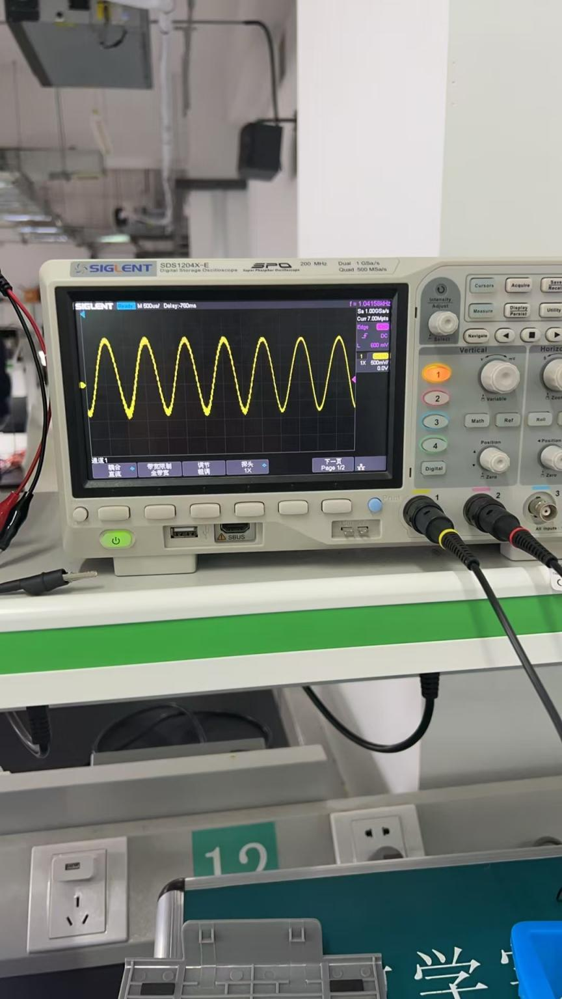 SIGLENT
SDS1204X-E
Digital Storage Oscilloscope
SPO
Super Phosphor Oscilloscope
200 MHz
Dual 1 GSa/s
Quad 500 MSa/s
SIGLENT Ready M 500us/ Delay:-760ms
f = 1.04158kHz
Sa 1.00GSa/s
Curr 7.00Mpts
Edge
DC
L 600 mV
1
1X 500mV/
0.0V
通道1
耦合
直流
带宽限制
全带宽
调节
粗调
探头
1X
下一页
Page 1/2
Intensity
Adjust
Select
Cursors
Acquire
Save
Recal
Measure
Display
Persist
Utility
Navigate
Vertical
Horizo
V
mV
Variable
Zoo
1
2
3
4
Math
Ref
Roll
Position
Position
Zero
Zero
Digital
Print
SBUS
1
2
3
All Inputs
12
学